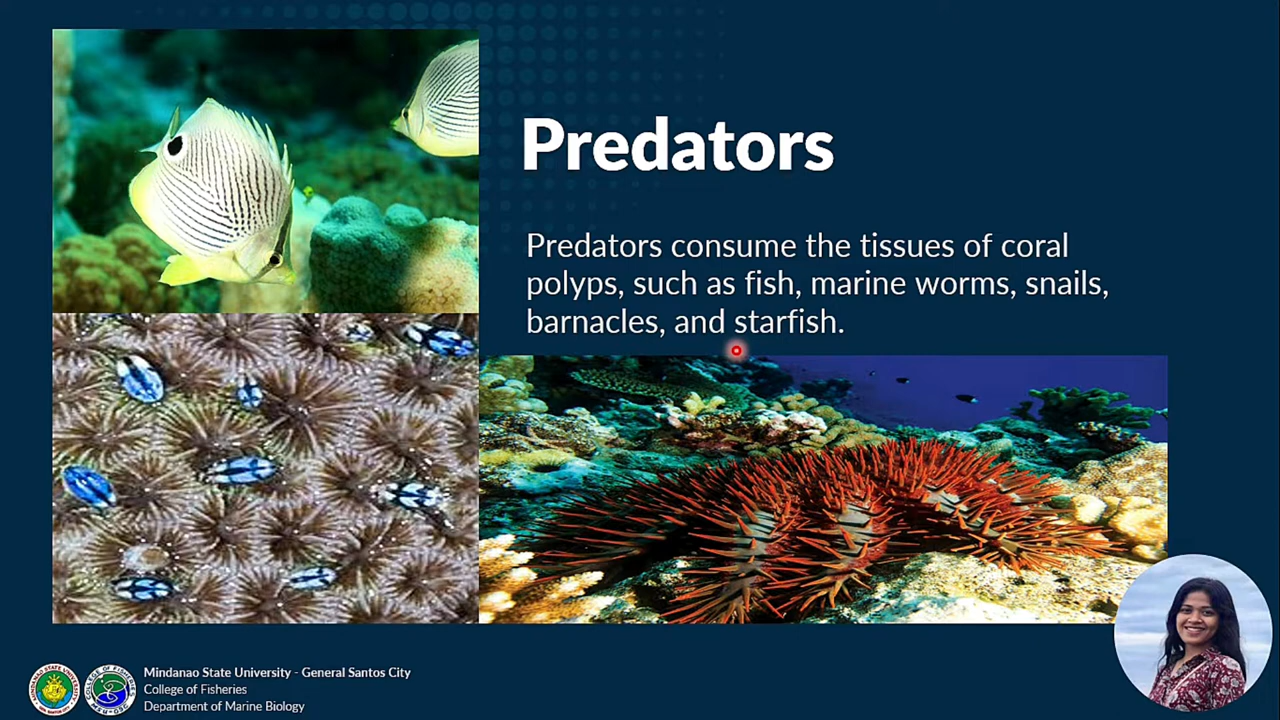 Predators
Predators consume the tissues of coral
polyps, such as fish, marine worms, snails,
barnacles, and starfish.
Mindanao State University - General Santos City
College of Fisheries
Department of Marine Biology